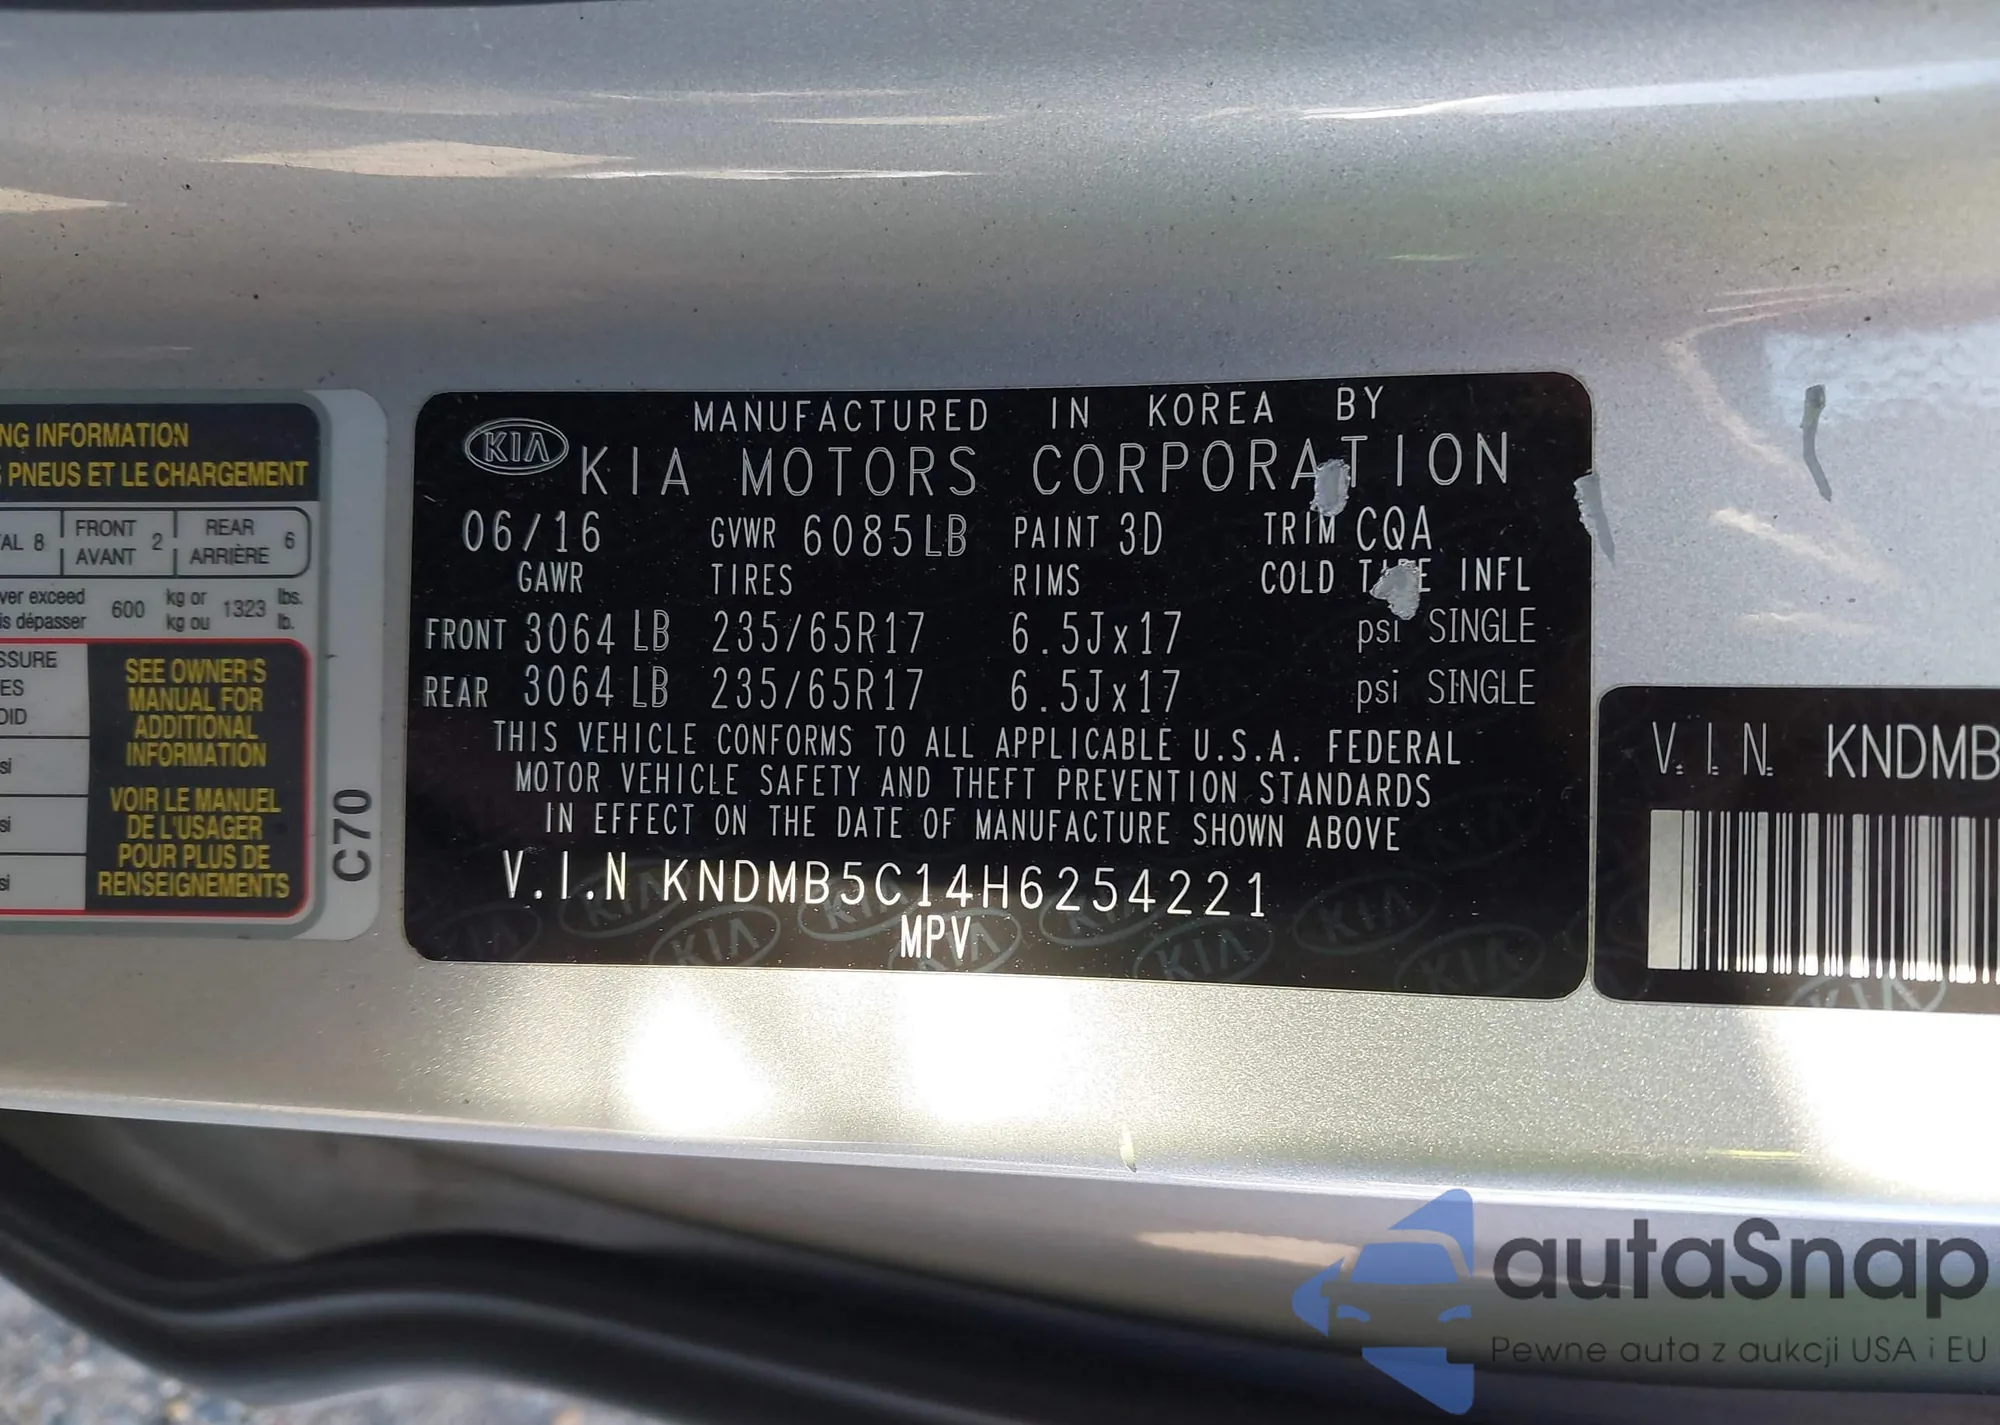 NG INFORMATION
PNEUS ET LE CHARGEMENT
AL 8 FRONT AVANT 2 REAR ARRIÈRE 6
ver exceed 600 kg or 1323 lbs.
is dépasser kg ou lb.
SSURE
ES
OID
si
si
si
SEE OWNER'S
MANUAL FOR
ADDITIONAL
INFORMATION
VOIR LE MANUEL
DE L'USAGER
POUR PLUS DE
RENSEIGNEMENTS
C70
MANUFACTURED IN KOREA BY
KIA KIA MOTORS CORPORATION
06/16 GVWR 6085LB PAINT 3D TRIM CQA
GAWR TIRES RIMS COLD TIRE INFL
FRONT 3064 LB 235/65R17 6.5Jx17 psi SINGLE
REAR 3064 LB 235/65R17 6.5Jx17 psi SINGLE
THIS VEHICLE CONFORMS TO ALL APPLICABLE U.S.A. FEDERAL
MOTOR VEHICLE SAFETY AND THEFT PREVENTION STANDARDS
IN EFFECT ON THE DATE OF MANUFACTURE SHOWN ABOVE
V.I.N KNDMB5C14H6254221
MPV
V.I.N. KNDMB
autaSnap
Pewne auta z aukcji USA i EU